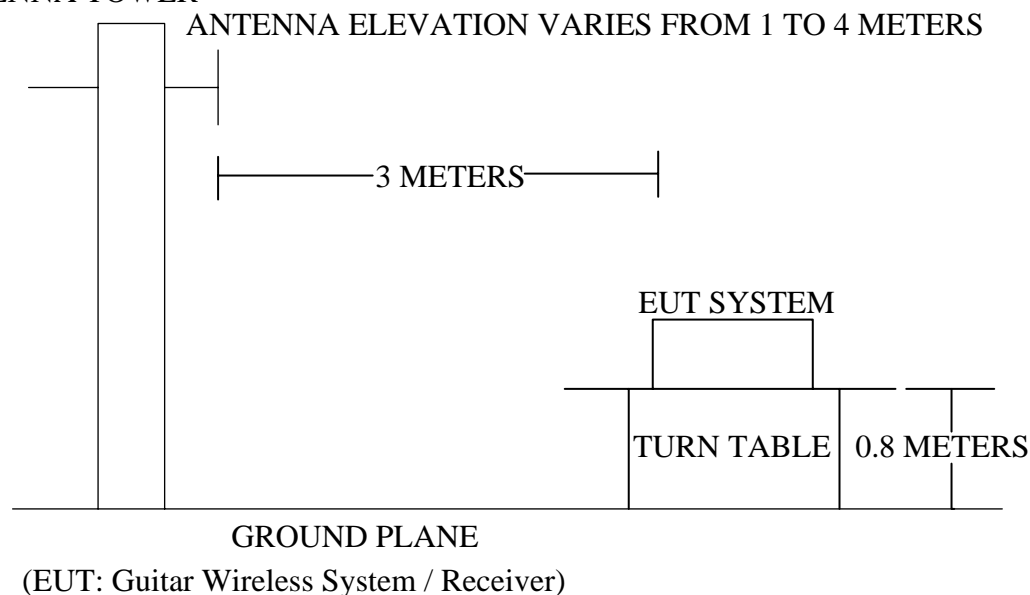 ANTENNA ELEVATION VARIES FROM 1 TO 4 METERS
3 METERS
EUT SYSTEM
TURN TABLE
0.8 METERS
GROUND PLANE
(EUT: Guitar Wireless System / Receiver)